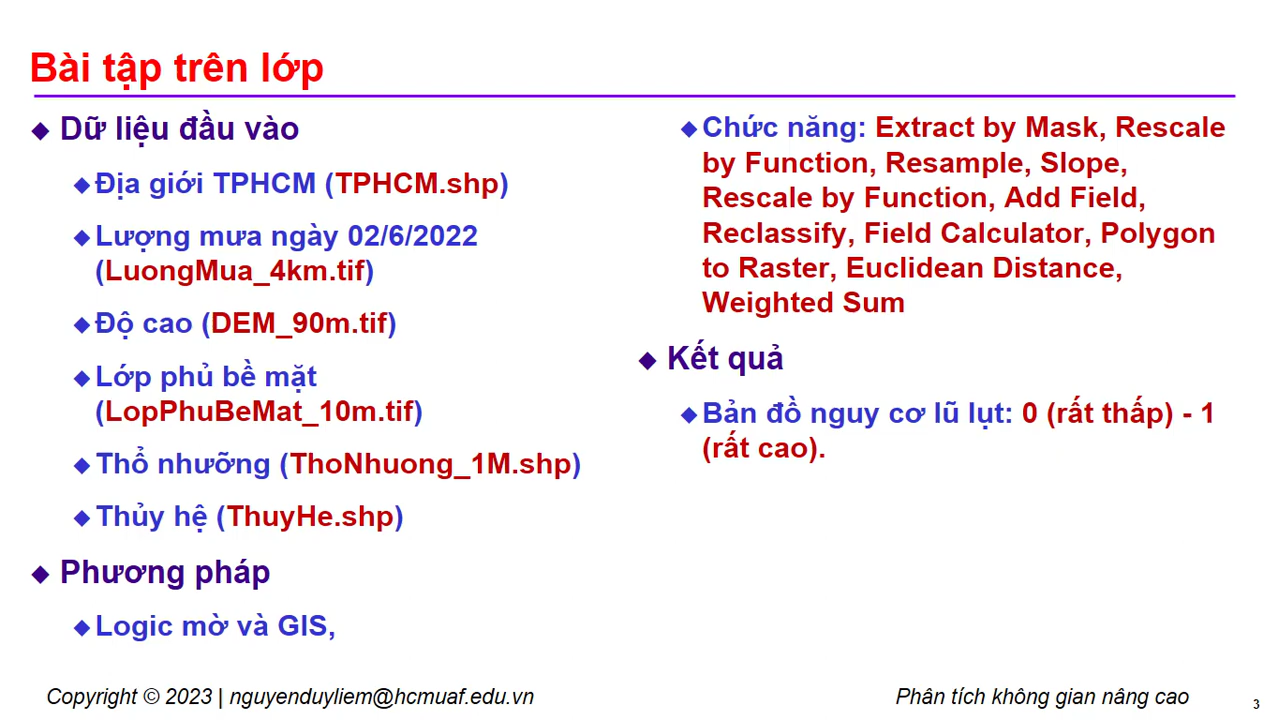 Bài tập trên lớp
Dữ liệu đầu vào
Địa giới TPHCM (TPHCM.shp)
Lượng mưa ngày 02/6/2022
(LuongMua_4km.tif)
Độ cao (DEM_90m.tif)
Lớp phủ bề mặt
(LopPhuBeMat_10m.tif)
Thổ nhưỡng (ThoNhuong_1M.shp)
Thủy hệ (ThuyHe.shp)
Phương pháp
Logic mờ và GIS,
Chức năng: Extract by Mask, Rescale
by Function, Resample, Slope,
Rescale by Function, Add Field,
Reclassify, Field Calculator, Polygon
to Raster, Euclidean Distance,
Weighted Sum
Kết quả
Bản đồ nguy cơ lũ lụt: 0 (rất thấp) - 1
(rất cao).
Copyright © 2023 | nguyenduyliem@hcmuaf.edu.vn
Phân tích không gian nâng cao
3